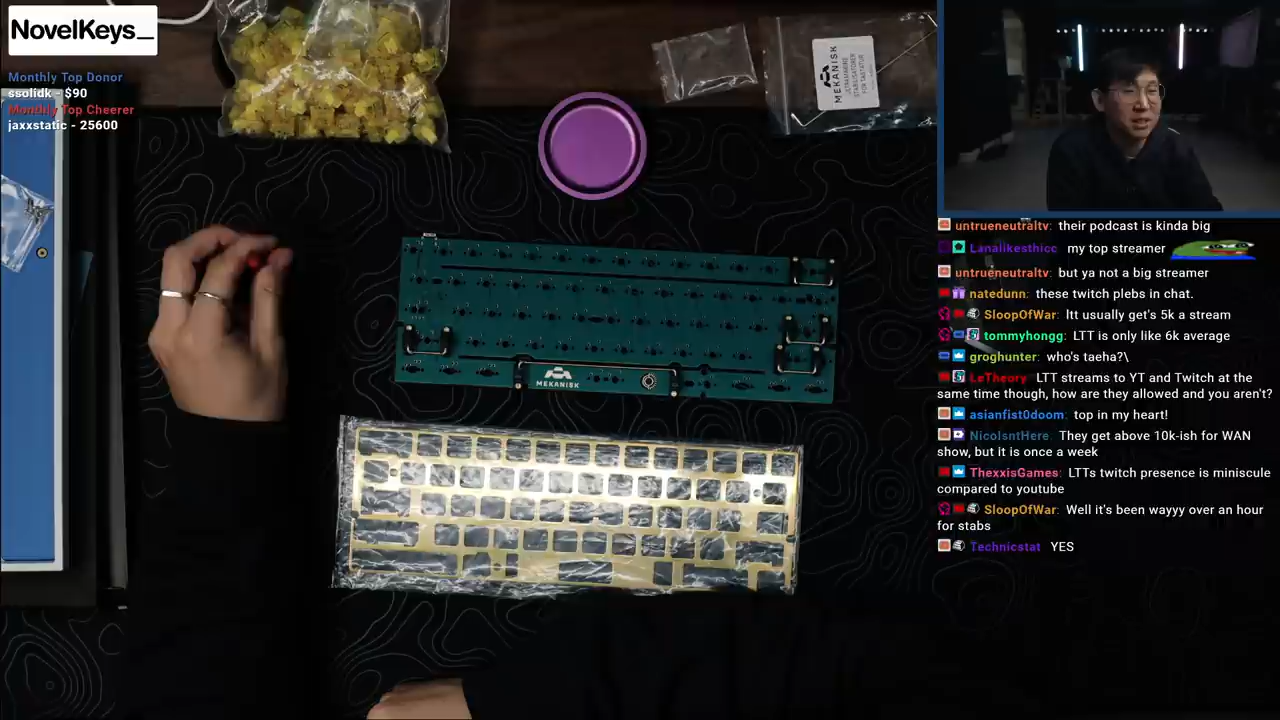 NovelKeys_
Monthly Top Donor
ssolidk - $90
Monthly Top Cheerer
jaxxstatic - 25600
MEKANISK
ULTRAMARINE
STABILISATORER
FOR TASTATUR
MEKANISK
untrueneutraltv: their podcast is kinda big
Lanalikesthicc my top streamer
untrueneutraltv: but ya not a big streamer
natedunn: these twitch plebs in chat.
SloopOfWar: ltt usually get's 5k a stream
tommyhongg: LTT is only like 6k average
groghunter: who's taeha?\
LeTheory: LTT streams to YT and Twitch at the
same time though, how are they allowed and you aren't?
asianfist0doom: top in my heart!
NicoIsntHere: They get above 10k-ish for WAN
show, but it is once a week
ThexxisGames: LTTs twitch presence is miniscule
compared to youtube
SloopOfWar: Well it's been wayyy over an hour
for stabs
Technicstat YES